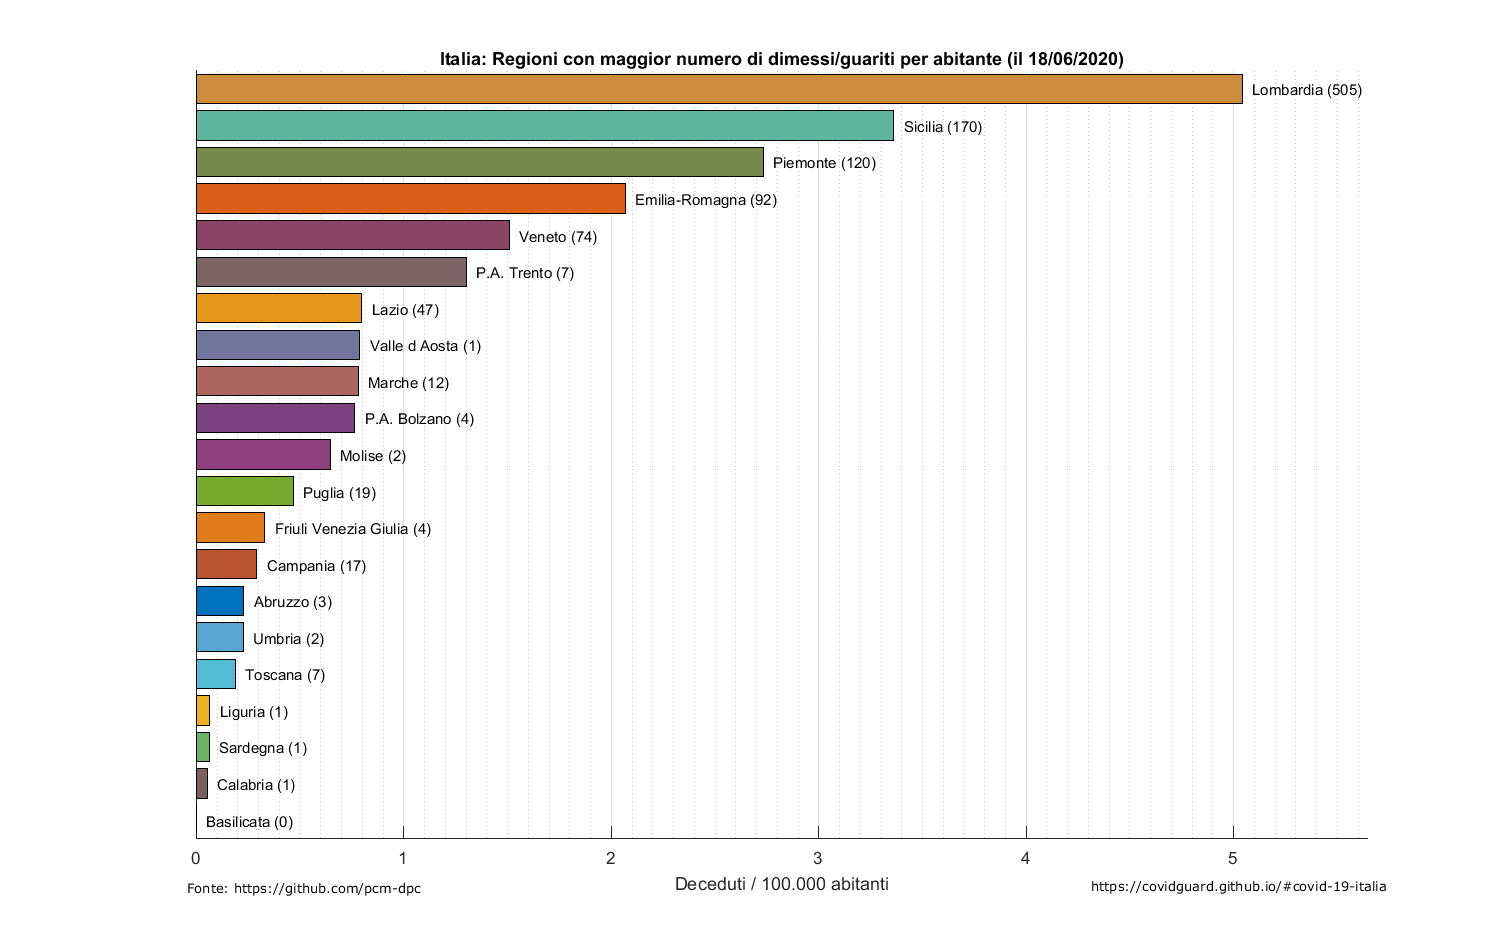 Italia: Regioni con maggior numero di dimessi/guariti per abitante (il 18/06/2020)
Lombardia (505)
Sicilia (170)
Piemonte (120)
Emilia-Romagna (92)
Veneto (74)
P.A. Trento (7)
Lazio (47)
Valle d Aosta (1)
Marche (12)
P.A. Bolzano (4)
Molise (2)
Puglia (19)
Friuli Venezia Giulia (4)
Campania (17)
Abruzzo (3)
Umbria (2)
Toscana (7)
Liguria (1)
Sardegna (1)
Calabria (1)
Basilicata (0)
0 1 2 3 4 5
Deceduti / 100.000 abitanti
Fonte: https://github.com/pcm-dpc
https://covidguard.github.io/#covid-19-italia